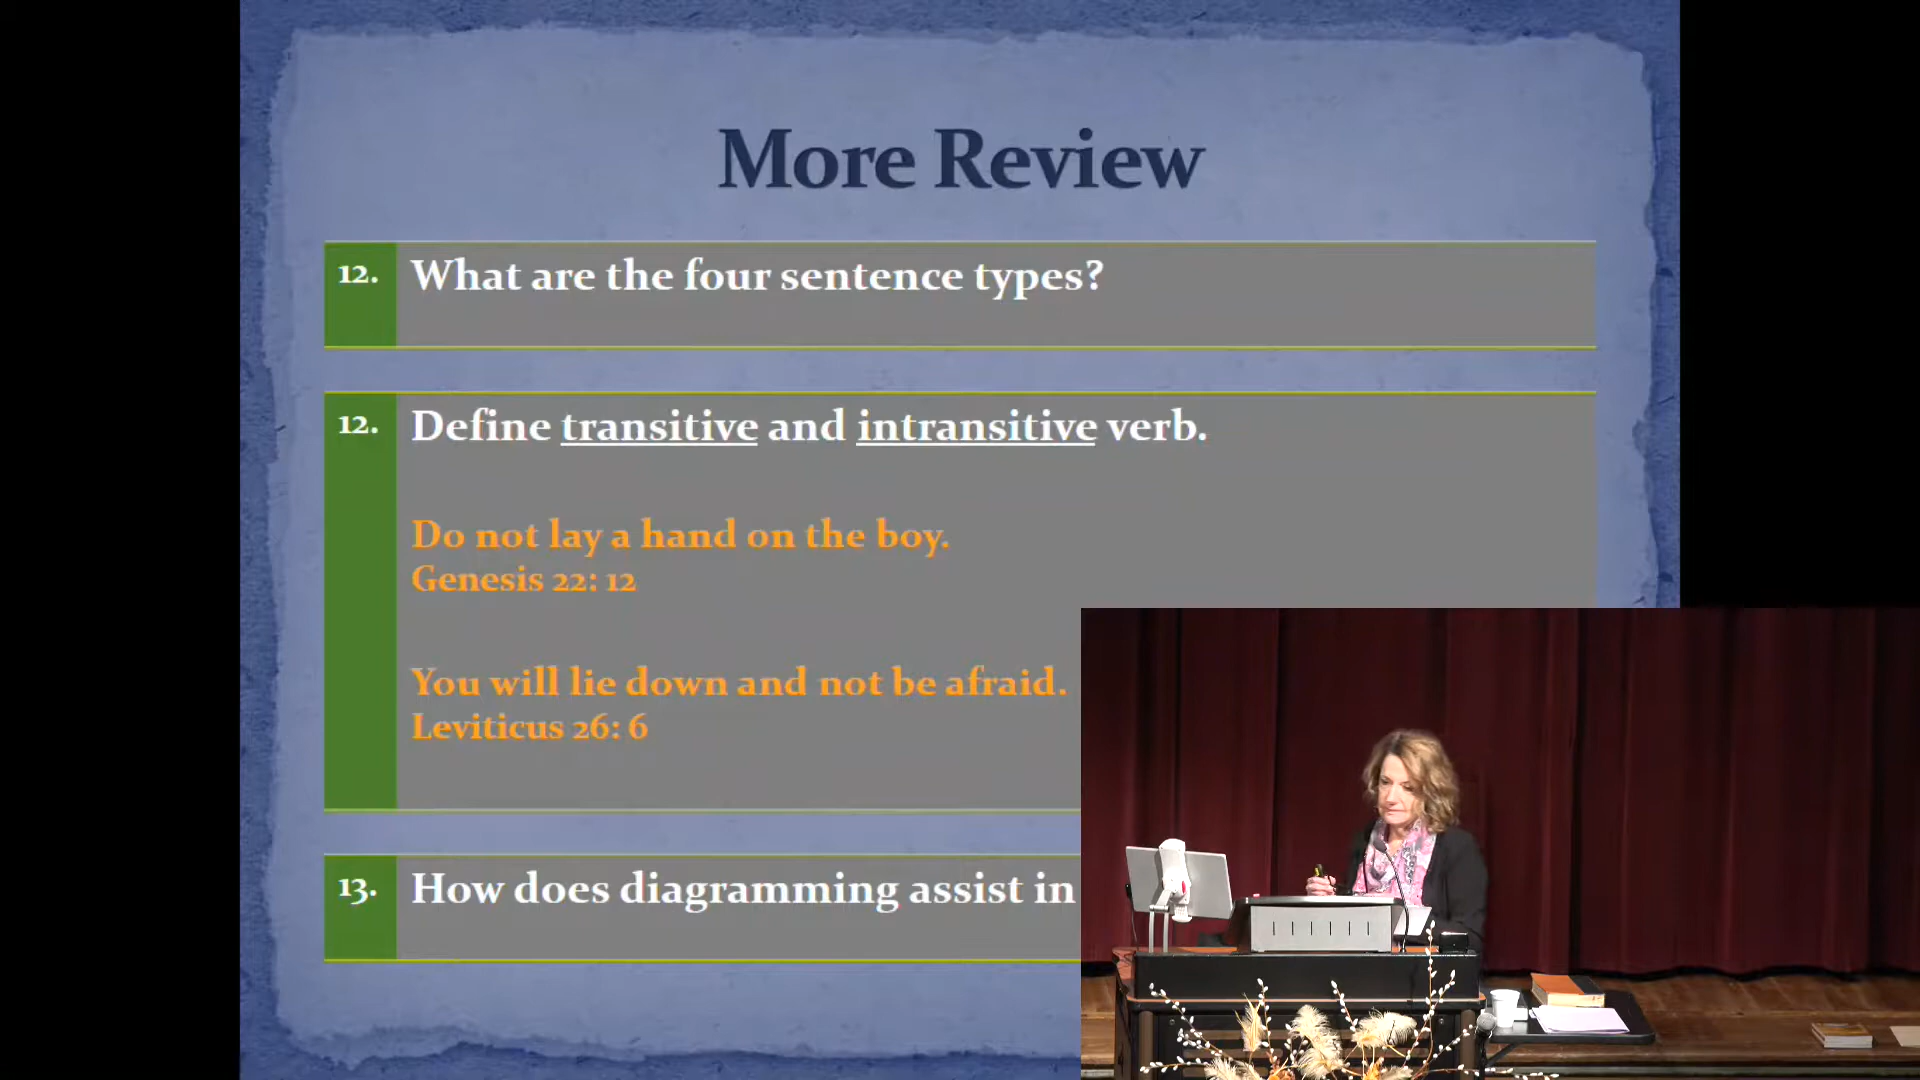 More Review
12. What are the four sentence types?
12. Define transitive and intransitive verb.
Do not lay a hand on the boy.
Genesis 22: 12
You will lie down and not be afraid.
Leviticus 26: 6
13. How does diagramming assist in